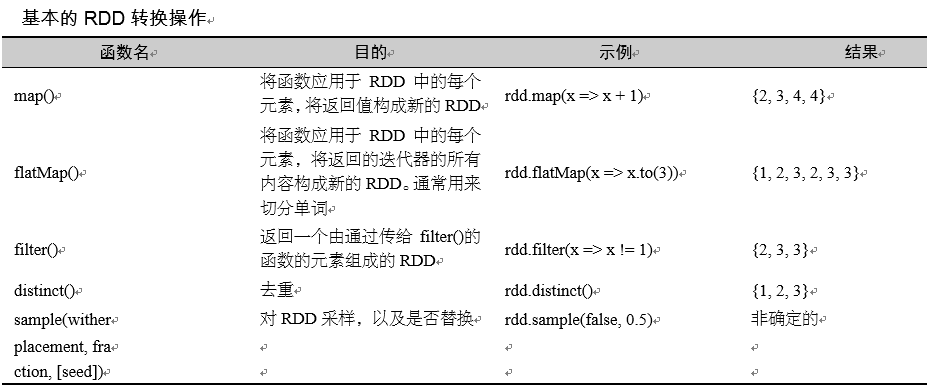 基本的 RDD 转换操作
函数名 目的 示例 结果
map() 将函数应用于 RDD 中的每个元素,将返回值构成新的 RDD rdd.map(x => x + 1) {2, 3, 4, 4}
flatMap() 将函数应用于 RDD 中的每个元素，将返回的迭代器的所有内容构成新的 RDD。通常用来切分单词 rdd.flatMap(x => x.to(3)) {1, 2, 3, 2, 3, 3}
filter() 返回一个由通过传给 filter()的函数的元素组成的 RDD rdd.filter(x => x != 1) {2, 3, 3}
distinct() 去重 rdd.distinct() {1, 2, 3}
sample(wither 对 RDD 采样，以及是否替换 rdd.sample(false, 0.5) 非确定的
placement, fra
ction, [seed])